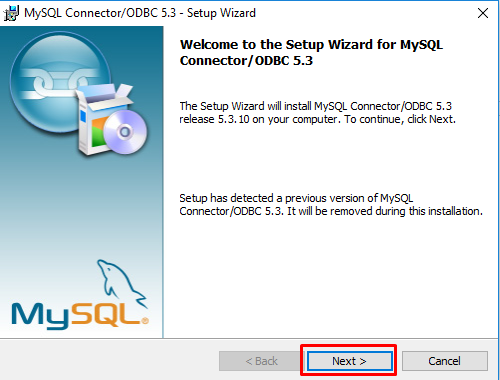 MySQL Connector/ODBC 5.3 - Setup Wizard
Welcome to the Setup Wizard for MySQL
Connector/ODBC 5.3
The Setup Wizard will install MySQL Connector/ODBC 5.3
release 5.3.10 on your computer. To continue, click Next.
Setup has detected a previous version of MySQL
Connector/ODBC 5.3. It will be removed during this installation.
MySQL®
< Back
Next >
Cancel